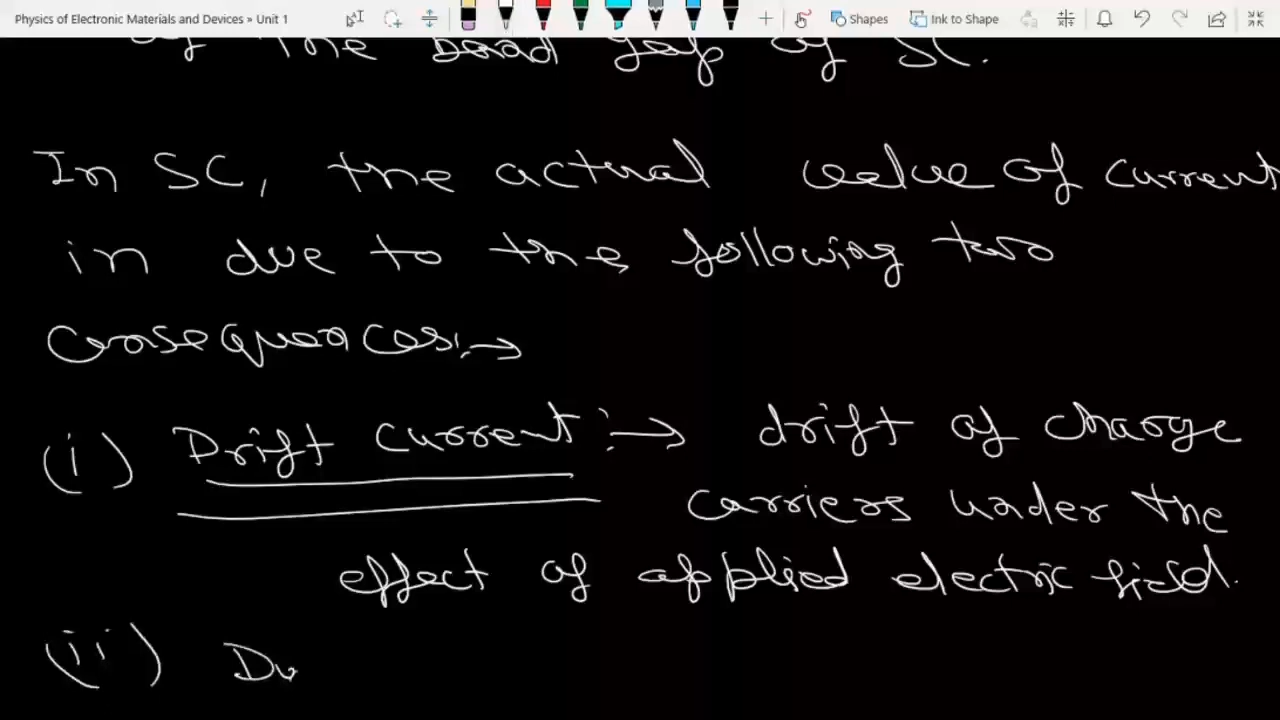 Physics of Electronic Materials and Devices » Unit 1
Shapes
Ink to Shape
of the band gap of SC.
In SC, the actual value of current
in due to the following two
consequences:→
(i) Drift current :→ drift of charge
carriers under the
effect of applied electric field.
(ii) Du